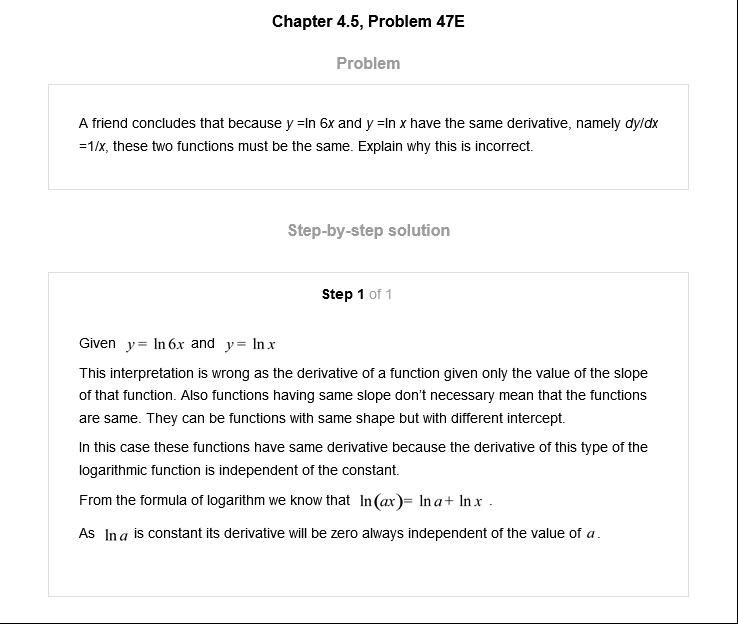 Chapter 4.5, Problem 47E
Problem
A friend concludes that because y =ln 6x and y =ln x have the same derivative, namely dy/dx
=1/x, these two functions must be the same. Explain why this is incorrect.
Step-by-step solution
Step 1 of 1
Given y = ln 6x and y = ln x
This interpretation is wrong as the derivative of a function given only the value of the slope
of that function. Also functions having same slope don't necessary mean that the functions
are same. They can be functions with same shape but with different intercept.
In this case these functions have same derivative because the derivative of this type of the
logarithmic function is independent of the constant.
From the formula of logarithm we know that ln(ax)= ln a + ln x .
As ln a is constant its derivative will be zero always independent of the value of a .